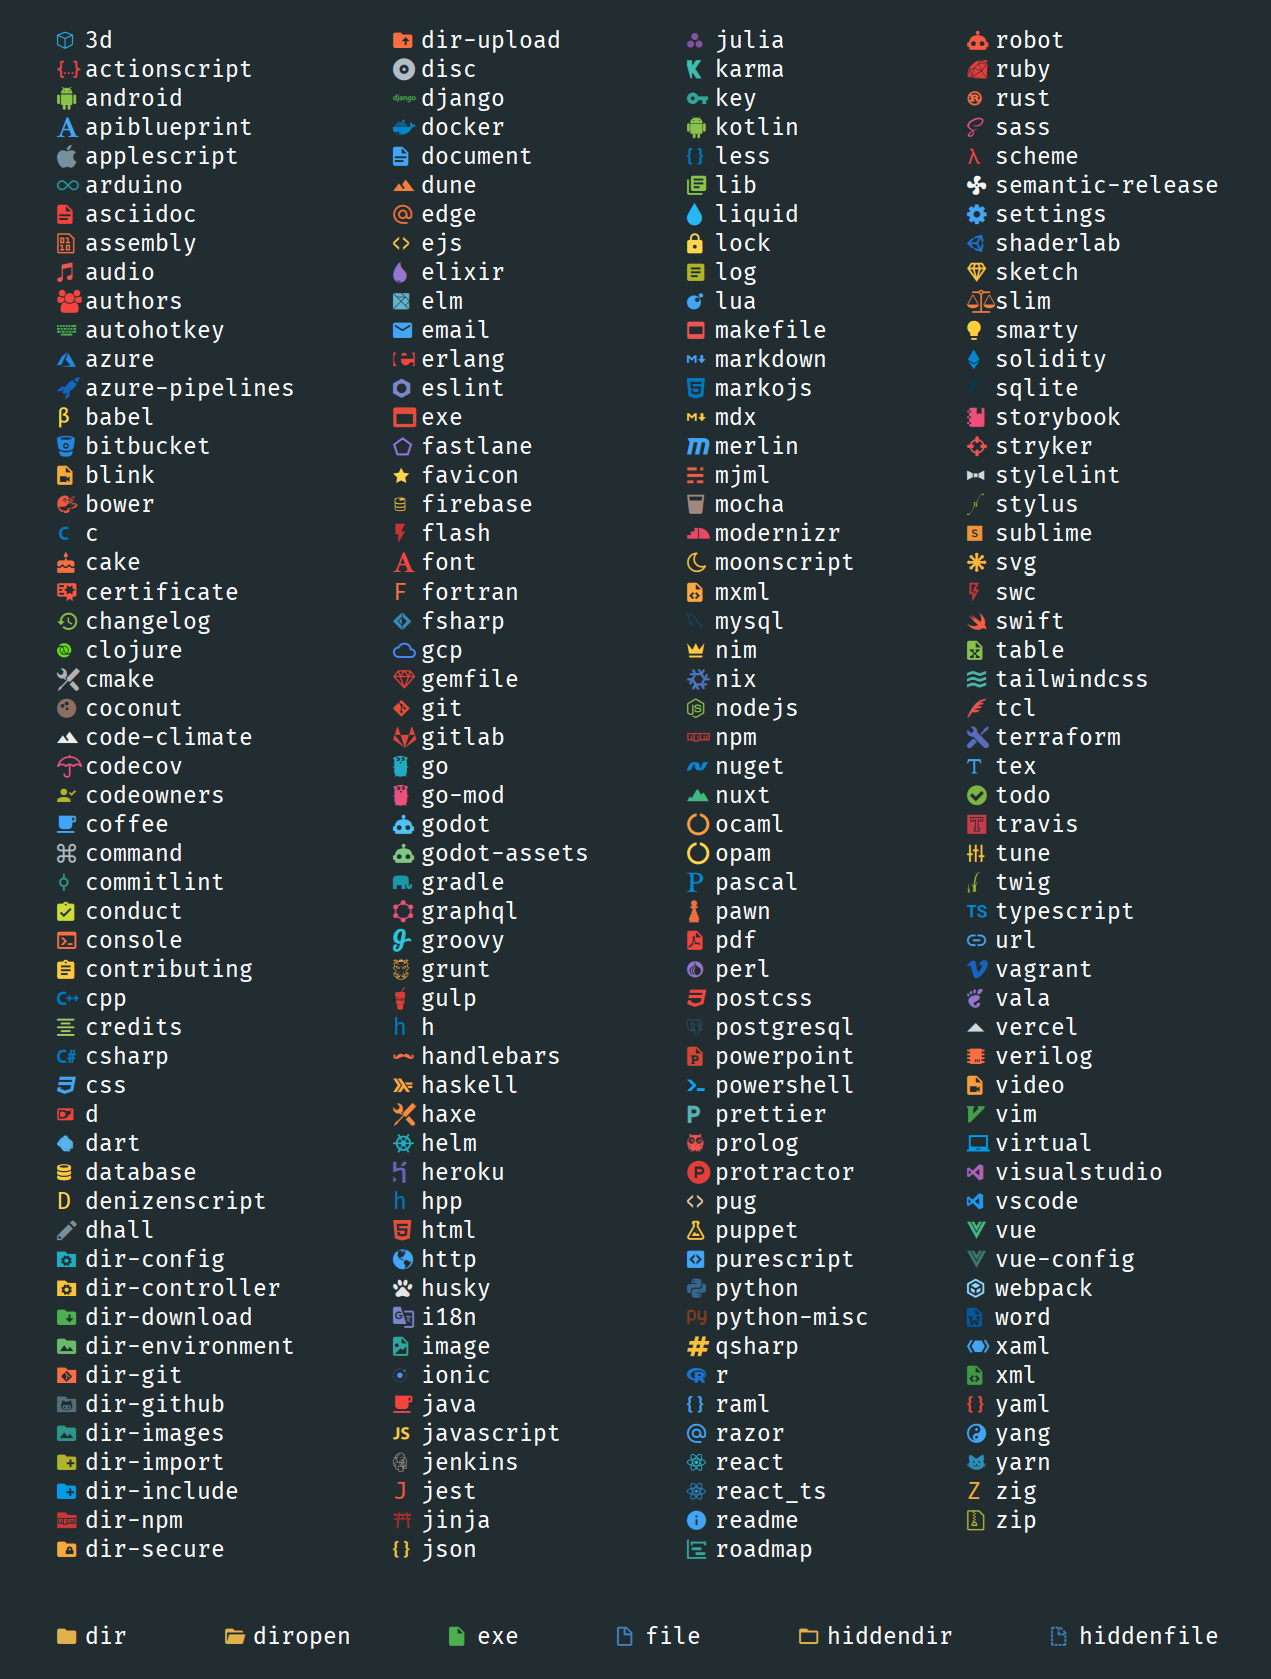 3d
actionscript
android
apiblueprint
applescript
arduino
asciidoc
assembly
audio
authors
autohotkey
azure
azure-pipelines
babel
bitbucket
blink
bower
c
cake
certificate
changelog
clojure
cmake
coconut
code-climate
codecov
codeowners
coffee
command
commitlint
conduct
console
contributing
cpp
credits
csharp
css
d
dart
database
denizenscript
dhall
dir-config
dir-controller
dir-download
dir-environment
dir-git
dir-github
dir-images
dir-import
dir-include
dir-npm
dir-secure
dir-upload
disc
django
docker
document
dune
edge
ejs
elixir
elm
email
erlang
eslint
exe
fastlane
favicon
firebase
flash
font
fortran
fsharp
gcp
gemfile
git
gitlab
go
go-mod
godot
godot-assets
gradle
graphql
groovy
grunt
gulp
h
handlebars
haskell
haxe
helm
heroku
hpp
html
http
husky
i18n
image
ionic
java
javascript
jenkins
jest
jinja
json
julia
karma
key
kotlin
less
lib
liquid
lock
log
lua
makefile
markdown
markojs
mdx
merlin
mjml
mocha
modernizr
moonscript
mxml
mysql
nim
nix
nodejs
npm
nuget
nuxt
ocaml
opam
pascal
pawn
pdf
perl
postcss
postgresql
powerpoint
powershell
prettier
prolog
protractor
pug
puppet
purescript
python
python-misc
qsharp
r
raml
razor
react
react_ts
readme
roadmap
robot
ruby
rust
sass
scheme
semantic-release
settings
shaderlab
sketch
slim
smarty
solidity
sqlite
storybook
stryker
stylelint
stylus
sublime
svg
swc
swift
table
tailwindcss
tcl
terraform
tex
todo
travis
tune
twig
typescript
url
vagrant
vala
vercel
verilog
video
vim
virtual
visualstudio
vscode
vue
vue-config
webpack
word
xaml
xml
yaml
yang
yarn
zig
zip
dir diropen exe file hiddendir hiddenfile